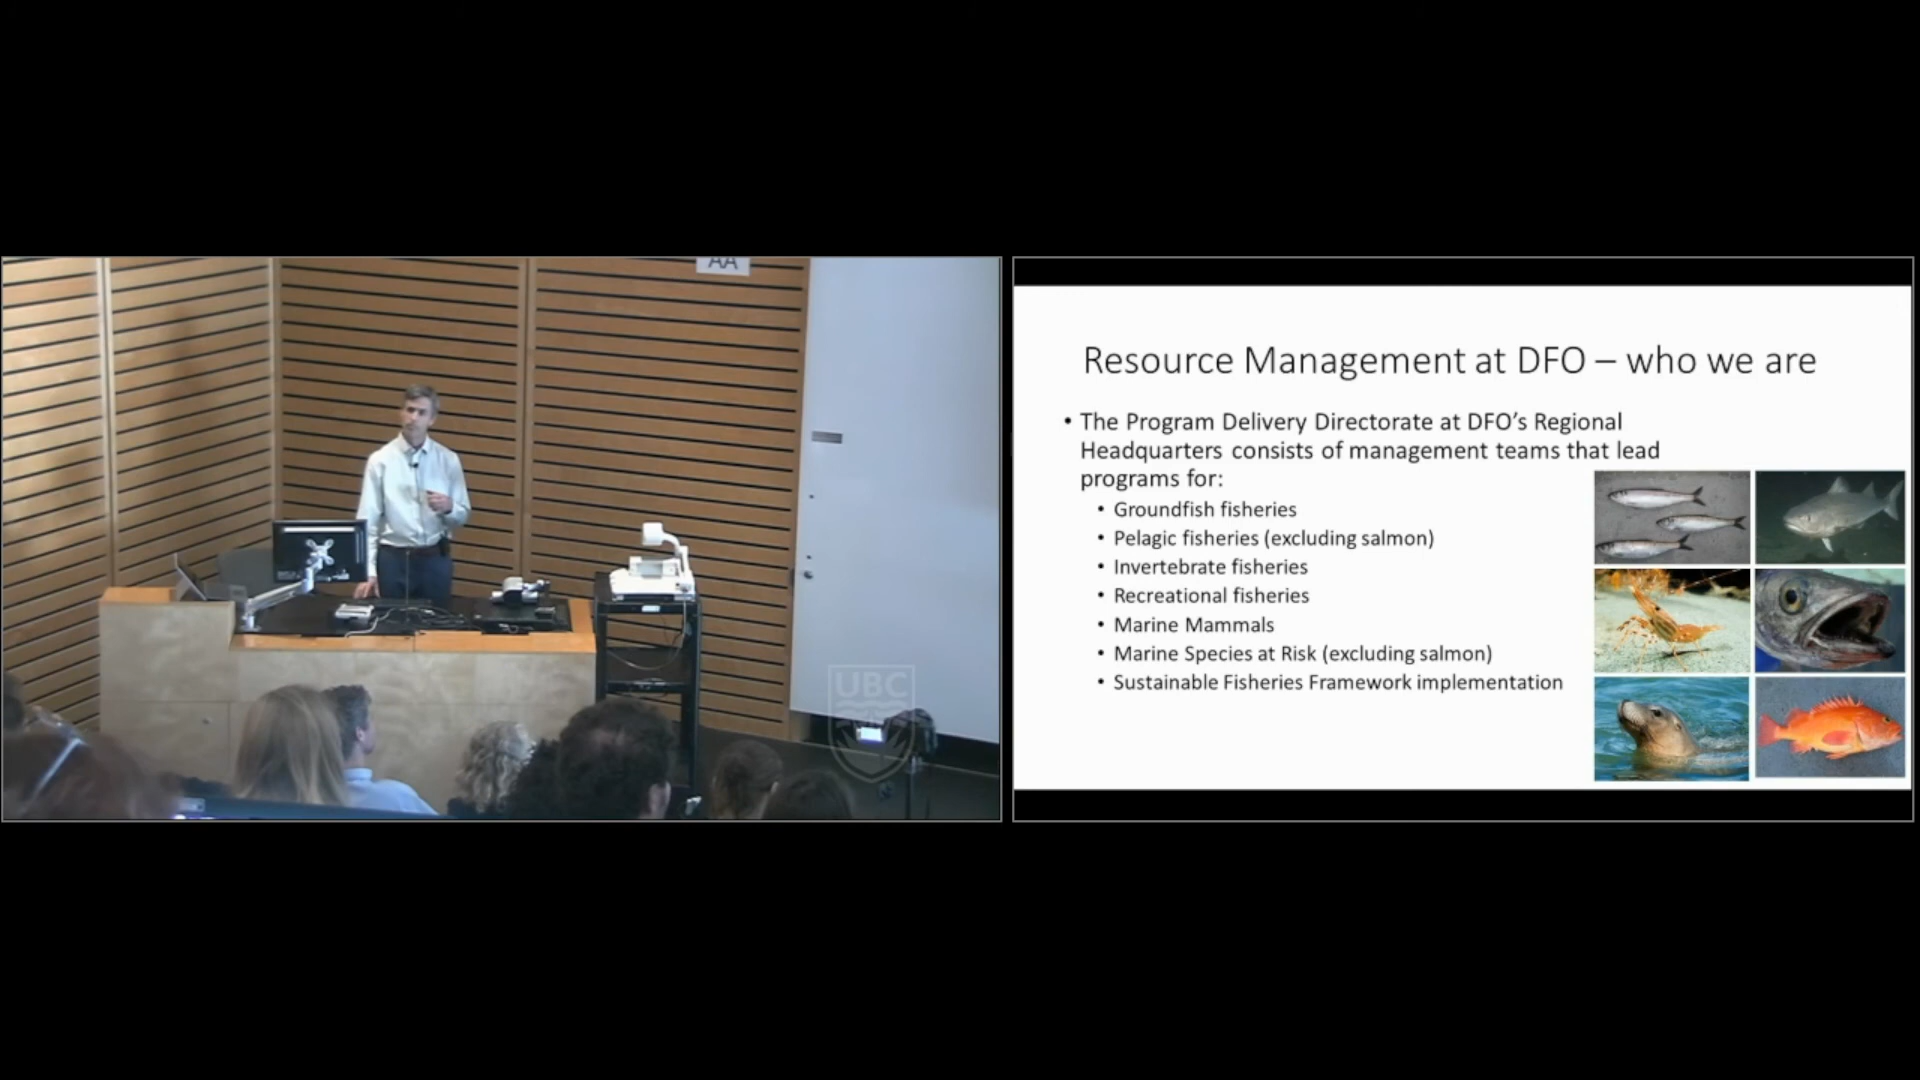 AA
UBC
Resource Management at DFO – who we are
• The Program Delivery Directorate at DFO's Regional
Headquarters consists of management teams that lead
programs for:
• Groundfish fisheries
• Pelagic fisheries (excluding salmon)
• Invertebrate fisheries
• Recreational fisheries
• Marine Mammals
• Marine Species at Risk (excluding salmon)
• Sustainable Fisheries Framework implementation